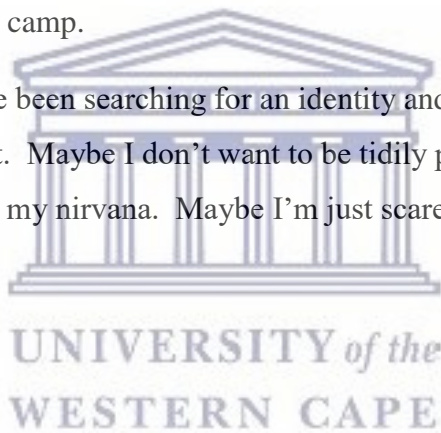 camp.
e been searching for an identity and
t. Maybe I don't want to be tidily p
my nirvana. Maybe I'm just scare
UNIVERSITY of the
WESTERN CAPE